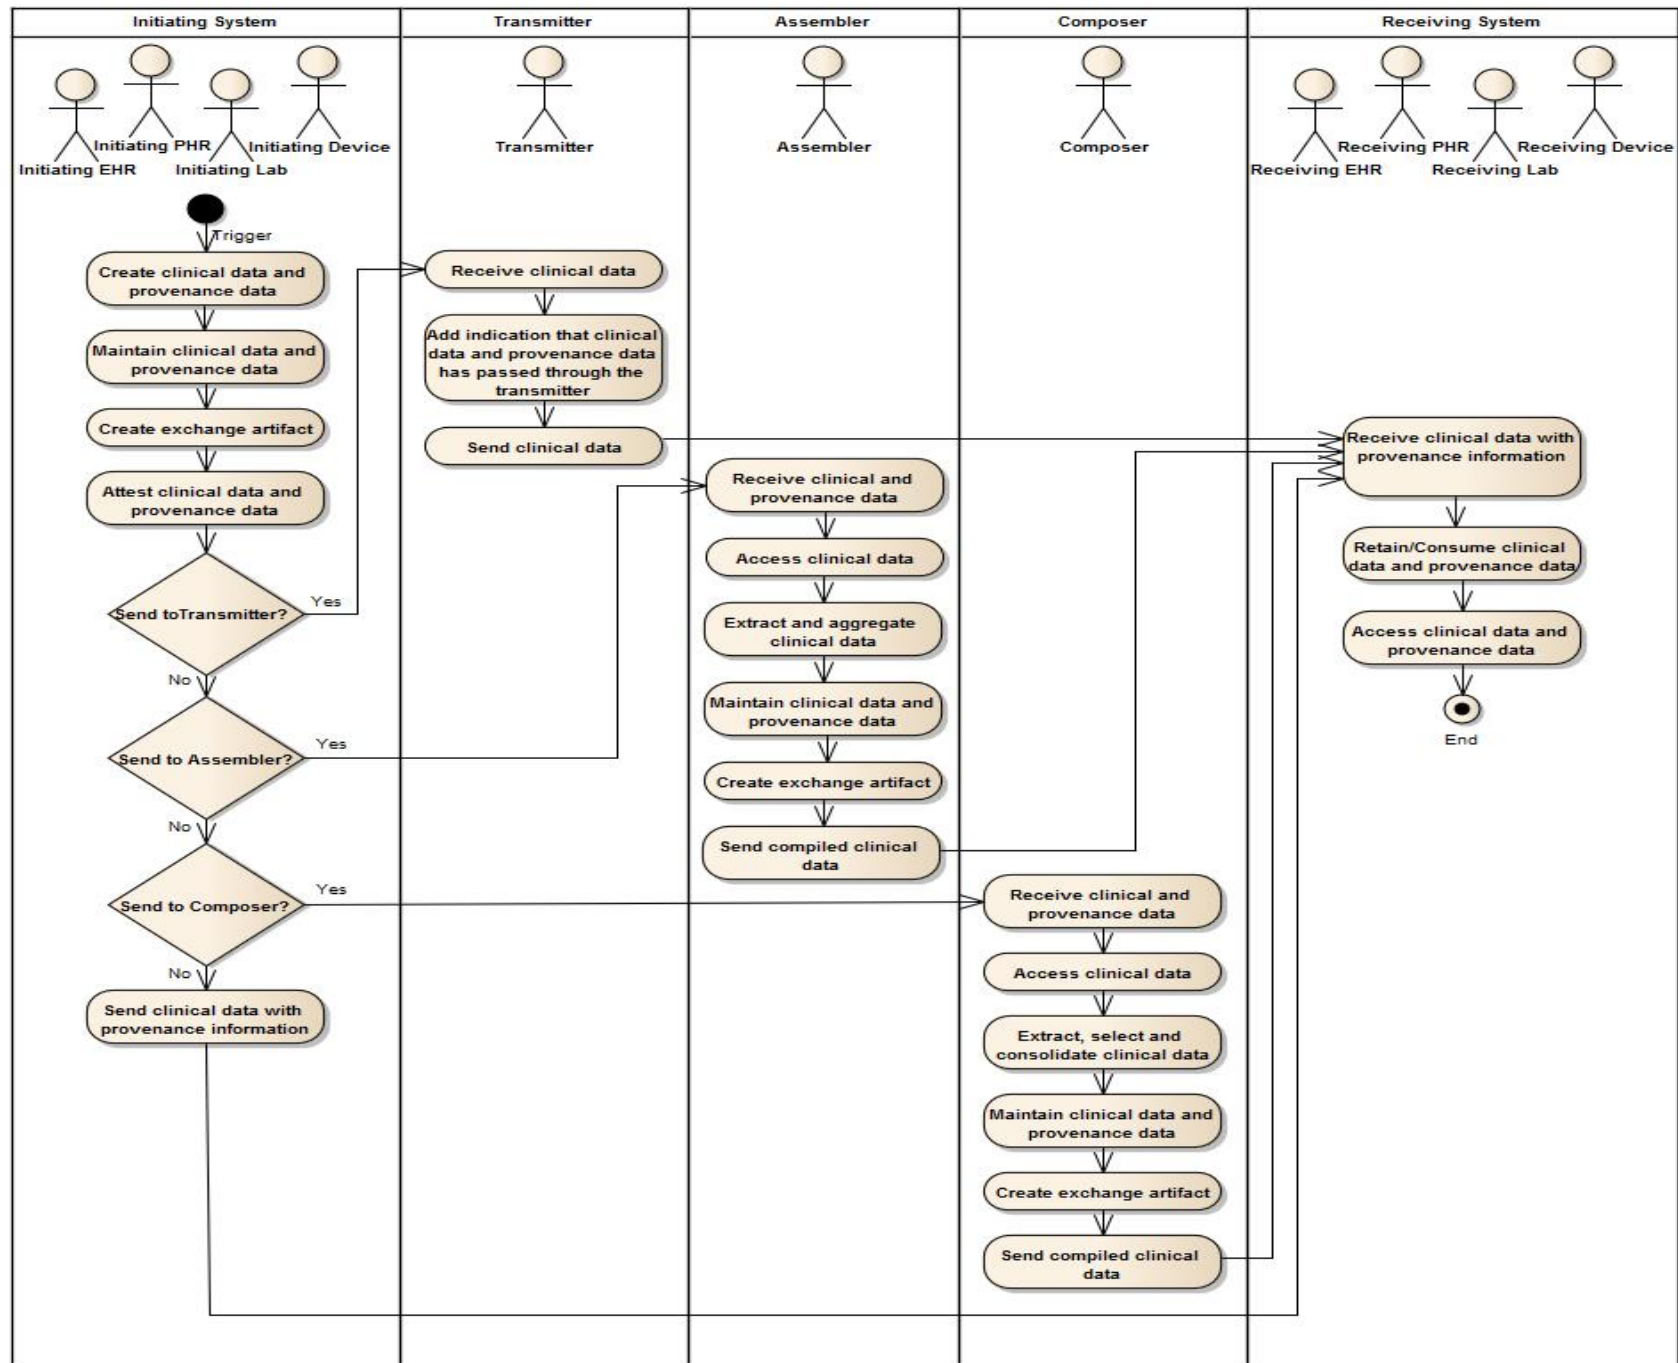 Initiating System
Transmitter
Assembler
Composer
Receiving System
Initiating PHR
Initiating Device
Initiating EHR
Initiating Lab
Transmitter
Assembler
Composer
Receiving PHR
Receiving Device
Receiving EHR
Receiving Lab
Trigger
Create clinical data and
provenance data
Maintain clinical data and
provenance data
Create exchange artifact
Attest clinical data and
provenance data
Send toTransmitter?
Yes
No
Send to Assembler?
Yes
No
Send to Composer?
Yes
No
Send clinical data with
provenance information
Receive clinical data
Add indication that clinical
data and provenance data
has passed through the
transmitter
Send clinical data
Receive clinical and
provenance data
Access clinical data
Extract and aggregate
clinical data
Maintain clinical data and
provenance data
Create exchange artifact
Send compiled clinical
data
Receive clinical and
provenance data
Access clinical data
Extract, select and
consolidate clinical data
Maintain clinical data and
provenance data
Create exchange artifact
Send compiled clinical
data
Receive clinical data with
provenance information
Retain/Consume clinical
data and provenance data
Access clinical data and
provenance data
End